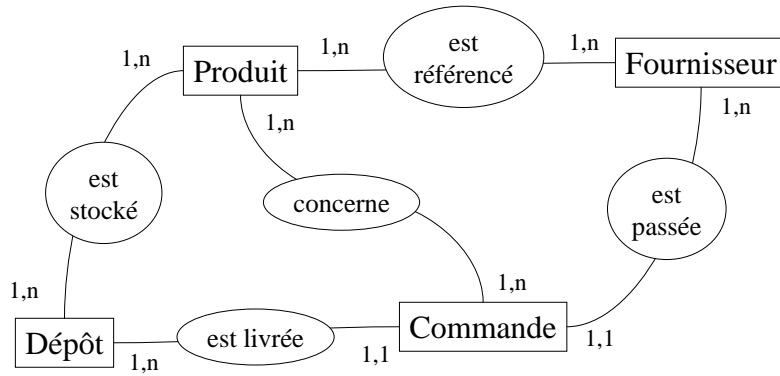 1,n
Produit
1,n
est
référencé
1,n
Fournisseur
1,n
1,n
est
stocké
concerne
est
passée
1,n
1,n
Dépôt
1,n
est livrée
1,1
Commande
1,1